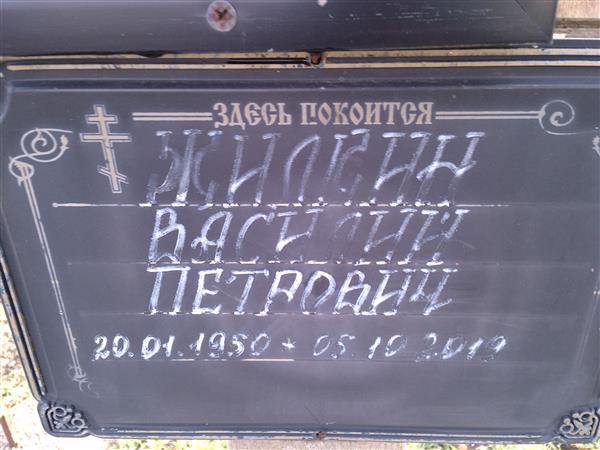 ЗДЕСЬ ПОКОИТСЯ
ЖИЛКИН
ВАСИЛИЙ
ПЕТРОВИЧ
20.01.1950 * 05.10 2019